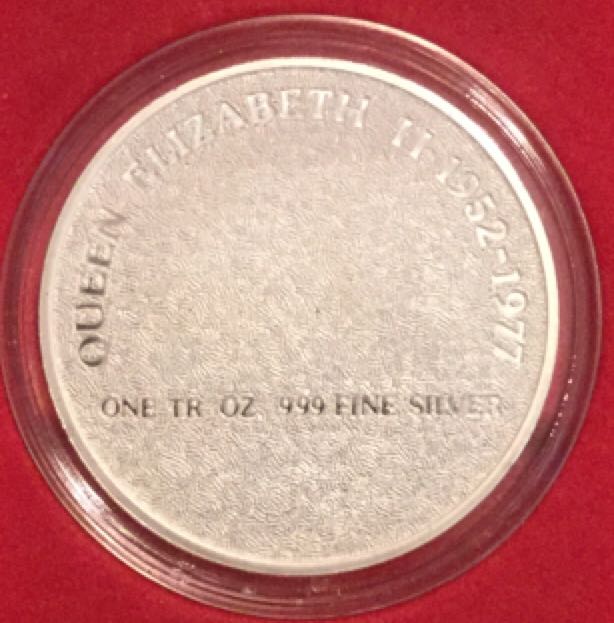 QUEEN ELIZABETH II-1952-1977
ONE TR OZ .999 FINE SILVER